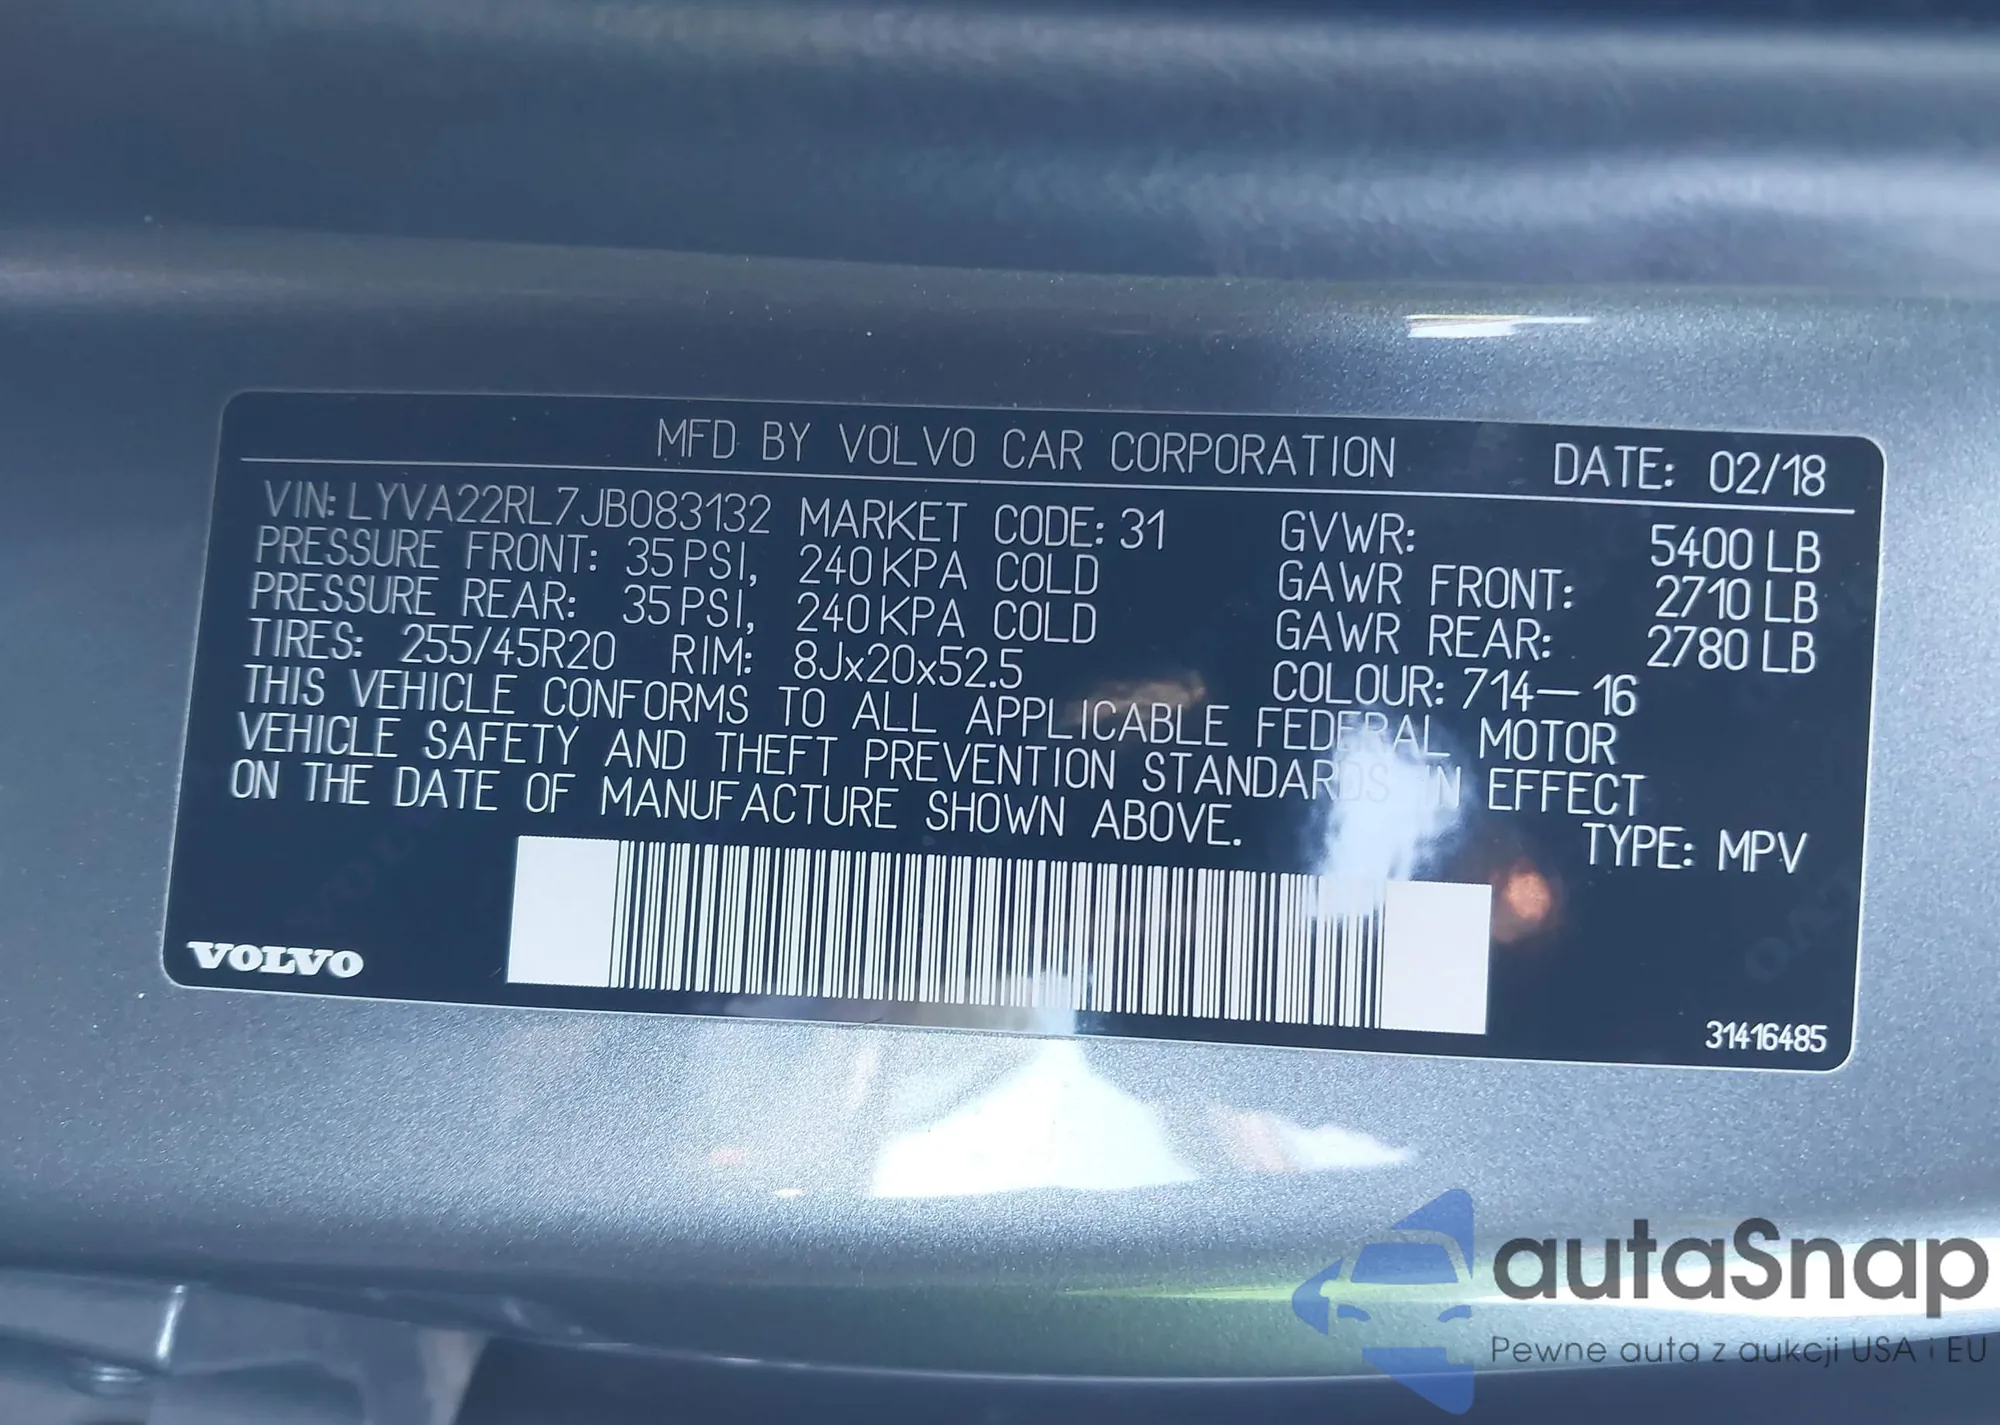 MFD BY VOLVO CAR CORPORATION DATE: 02/18
VIN: LYVA22RL7JB083132 MARKET CODE: 31 GVWR: 5400 LB
PRESSURE FRONT: 35 PSI, 240 KPA COLD GAWR FRONT: 2710 LB
PRESSURE REAR: 35 PSI, 240 KPA COLD GAWR REAR: 2780 LB
TIRES: 255/45R20 RIM: 8Jx20x52.5 COLOUR: 714-16
THIS VEHICLE CONFORMS TO ALL APPLICABLE FEDERAL MOTOR
VEHICLE SAFETY AND THEFT PREVENTION STANDARDS IN EFFECT
ON THE DATE OF MANUFACTURE SHOWN ABOVE. TYPE: MPV
VOLVO
31416485
autaSnap
Pewne auta z aukcji USA i EU